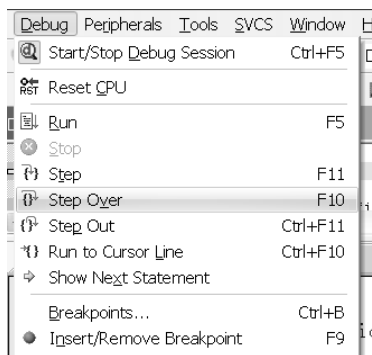 Debug Peripherals Tools SVCS Window H
Start/Stop Debug Session Ctrl+F5
RST Reset CPU
Run F5
Stop
Step F11
Step Over F10
Step Out Ctrl+F11
Run to Cursor Line Ctrl+F10
Show Next Statement
Breakpoints... Ctrl+B
Insert/Remove Breakpoint F9